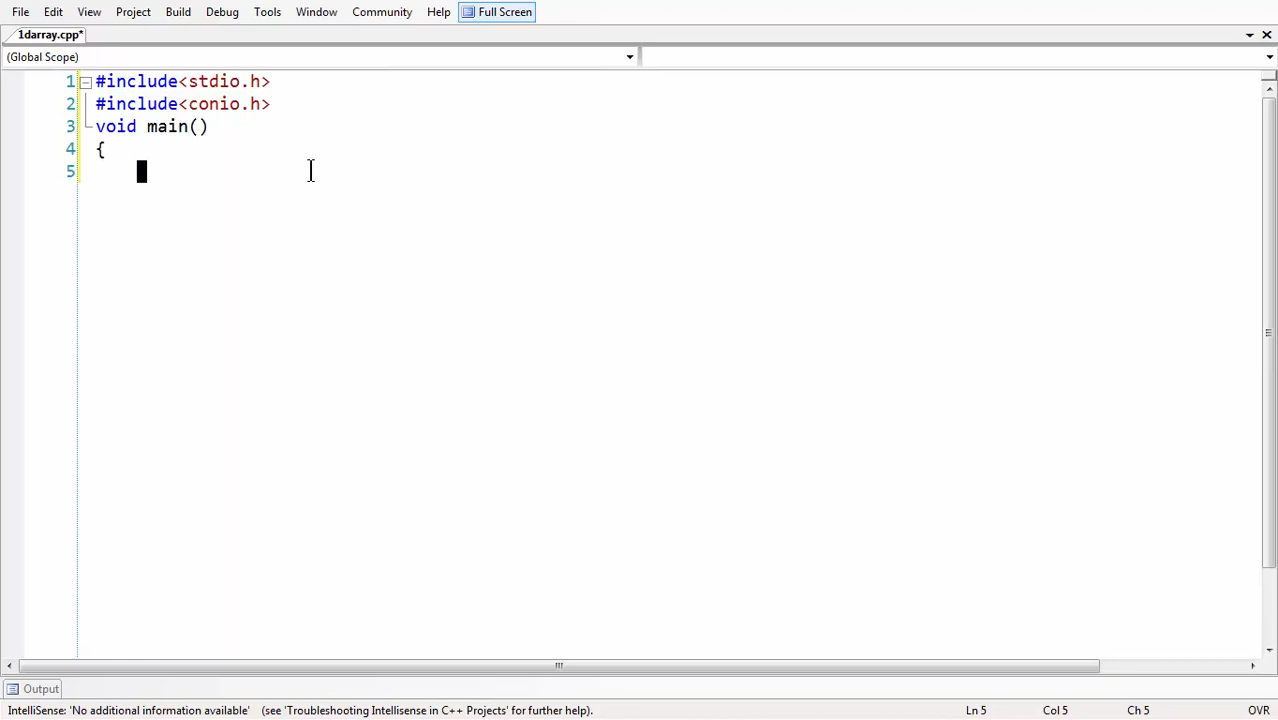 File Edit View Project Build Debug Tools Window Community Help Full Screen
1darray.cpp*
(Global Scope)
1 #include<stdio.h>
2 #include<conio.h>
3 void main()
4 {
5
Output
IntelliSense: 'No additional information available' (see 'Troubleshooting Intellisense in C++ Projects' for further help). Ln 5 Col 5 Ch 5 OVR